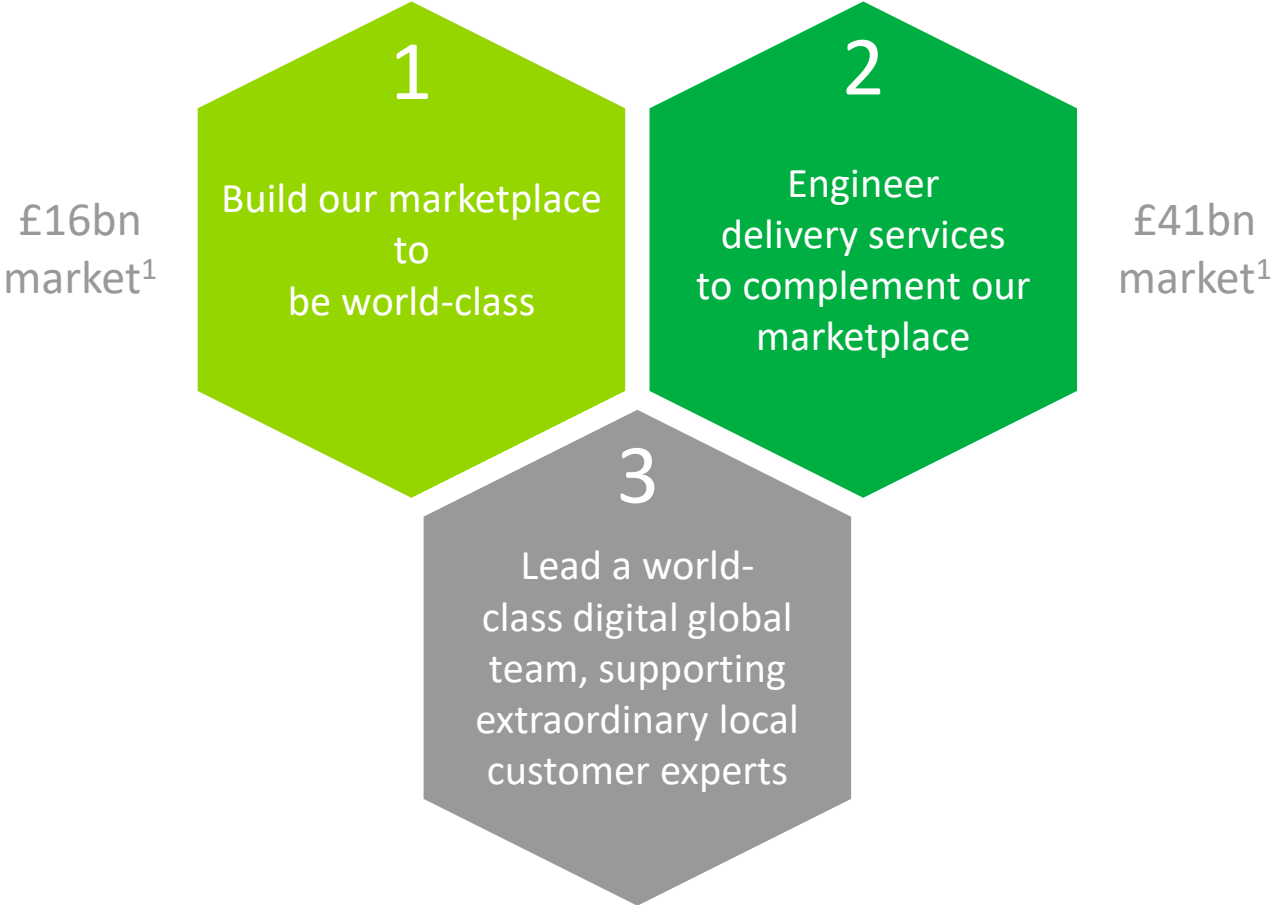 1
Build our marketplace
to
be world-class
£16bn
market¹
2
Engineer
delivery services
to complement our
marketplace
£41bn
market¹
3
Lead a world-
class digital global
team, supporting
extraordinary local
customer experts